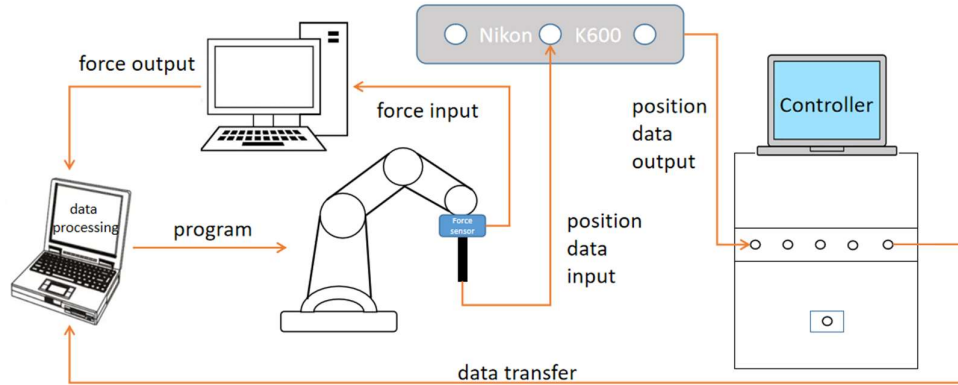 Nikon K600
force output
force input
position
data
output
Controller
data
processing
program
Force
sensor
position
data
input
data transfer